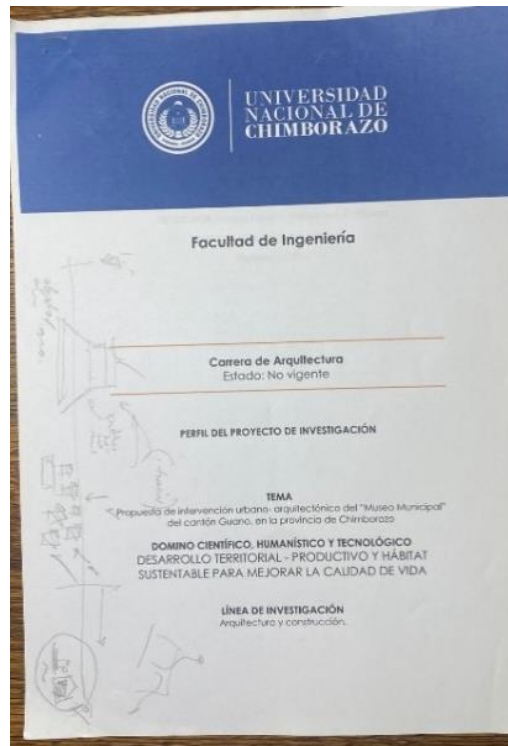 UNIVERSIDAD
NACIONAL DE
CHIMBORAZO
Facultad de Ingeniería
Carrera de Arquitectura
Estado: No vigente
PERFIL DEL PROYECTO DE INVESTIGACIÓN
TEMA
Propuesta de intervención urbano- arquitectónico del "Museo Municipal"
del cantón Guano, en la provincia de Chimborazo
DOMINO CIENTÍFICO, HUMANÍSTICO Y TECNOLÓGICO
DESARROLLO TERRITORIAL - PRODUCTIVO Y HÁBITAT
SUSTENTABLE PARA MEJORAR LA CALIDAD DE VIDA
LÍNEA DE INVESTIGACIÓN
Arquitectura y construcción.